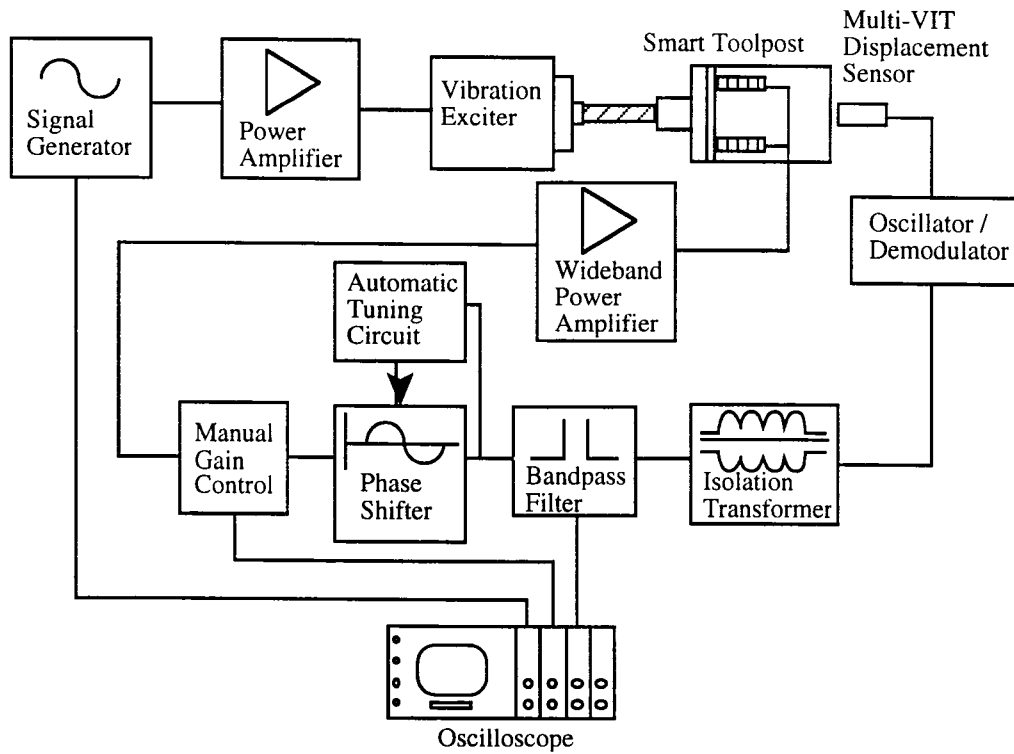 Signal
Generator
Power
Amplifier
Vibration
Exciter
Smart Toolpost
Multi-VIT
Displacement
Sensor
Oscillator /
Demodulator
Wideband
Power
Amplifier
Automatic
Tuning
Circuit
Manual
Gain
Control
Phase
Shifter
Bandpass
Filter
Isolation
Transformer
Oscilloscope